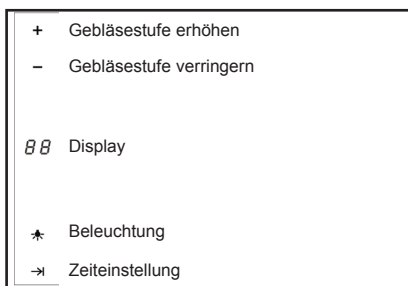 + Gebläsestufe erhöhen
– Gebläsestufe verringern
88 Display
Beleuchtung
Zeiteinstellung